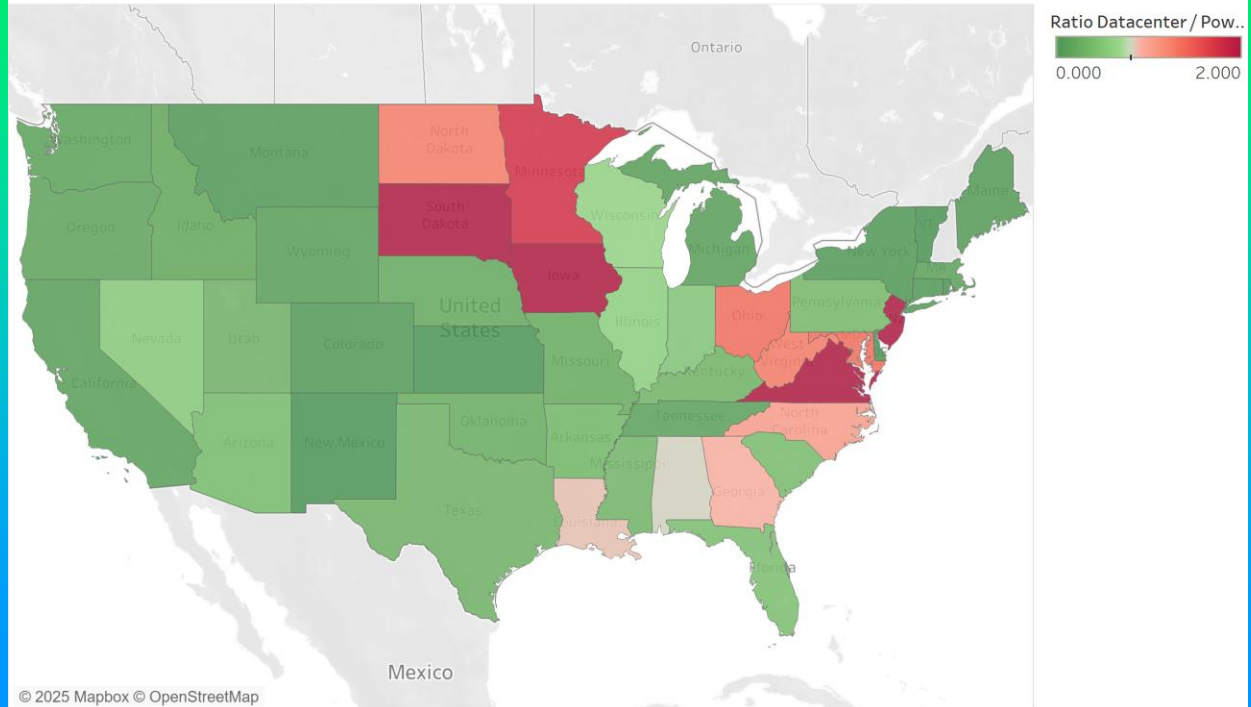 Ratio Datacenter / Pow..
0.000
2.000
Ontario
Washington
Montana
North
Dakota
Minnesota
Maine
Oregon
Idaho
South
Dakota
Wisconsin
Wyoming
Michigan
VT
New York
MA
Iowa
United
States
Pennsylvania
Nevada
Utah
Colorado
Illinois
Ohio
West
Virginia
California
Missouri
Kentucky
Arizona
New Mexico
Oklahoma
Arkansas
Tennessee
North
Carolina
Mississippi
Texas
Louisiana
Georgia
Florida
Mexico
© 2025 Mapbox © OpenStreetMap